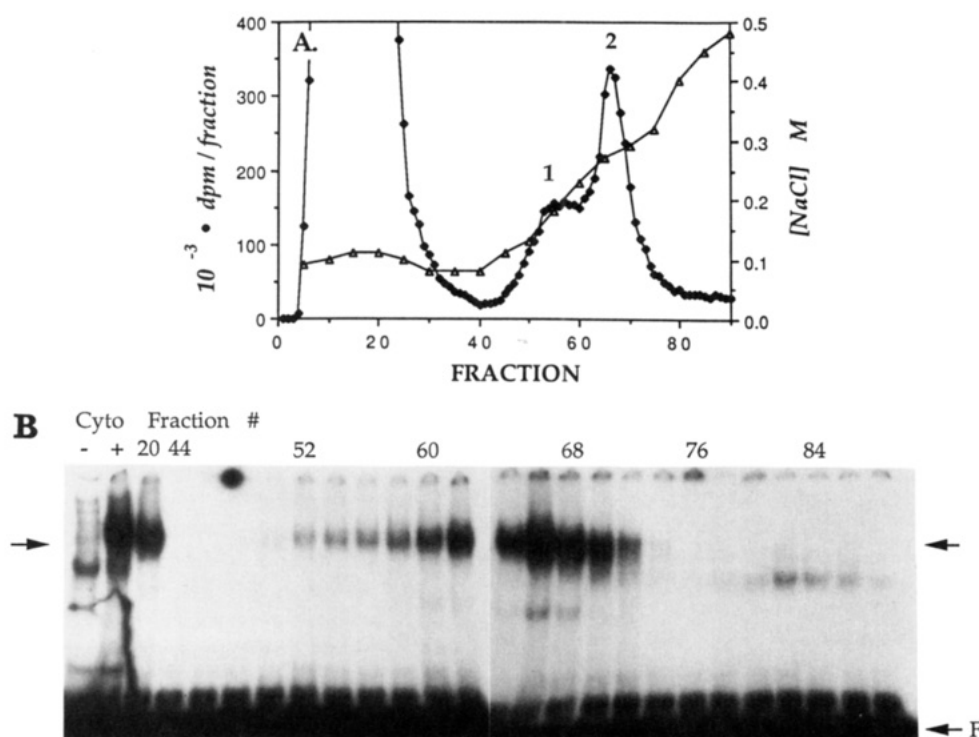 A.
1
2
400
300
200
100
0
10⁻³ • dpm / fraction
0.5
0.4
0.3
0.2
0.1
0.0
[NaCl] M
0 20 40 60 80
FRACTION
B
Cyto Fraction #
- + 20 44 52 60 68 76 84
F